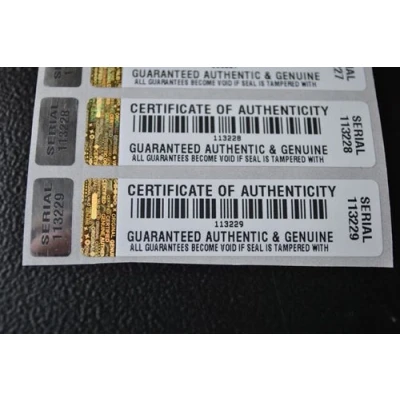 27
GUARANTEED AUTHENTIC & GENUINE
ALL GUARANTEES BECOME VOID IF SEAL IS TAMPERED WITH
SERIAL
113228
CERTIFICATE OF AUTHENTICITY
113228
GUARANTEED AUTHENTIC & GENUINE
ALL GUARANTEES BECOME VOID IF SEAL IS TAMPERED WITH
SERIAL
113228
SERIAL
113229
CERTIFICATE OF AUTHENTICITY
113229
GUARANTEED AUTHENTIC & GENUINE
ALL GUARANTEES BECOME VOID IF SEAL IS TAMPERED WITH
SERIAL
113229